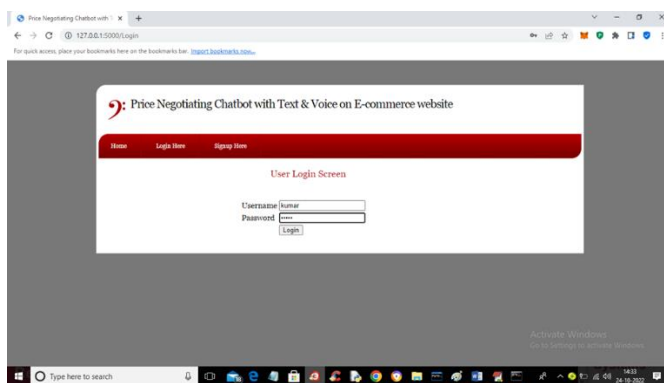 Price Negotiating Chatbot with
127.0.0.1:5000/Login
For quick access, place your bookmarks here on the bookmarks bar. Import bookmarks now...
Price Negotiating Chatbot with Text & Voice on E-commerce website
Home Login Here Signup Here
User Login Screen
Username kumar
Password •••••
Login
Activate Windows
Go to Settings to activate Windows.
Type here to search
14:33
24-10-2022